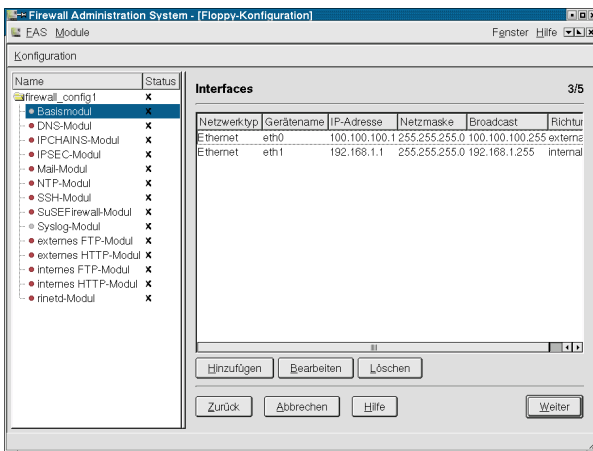 Firewall Administration System - [Floppy-Konfiguration]
EAS Module Fenster Hilfe
Konfiguration
Name Status
firewall_config1 x
Basismodul x
DNS-Modul x
IPCHAINS-Modul x
IPSEC-Modul x
Mail-Modul x
NTP-Modul x
SSH-Modul x
SuSEFirewall-Modul x
Syslog-Modul x
externes FTP-Modul x
externes HTTP-Modul x
internes FTP-Modul x
internes HTTP-Modul x
rinetd-Modul x
Interfaces 3/5
Netzwerktyp Gerätename IP-Adresse Netzmaske Broadcast Richtun
Ethernet eth0 100.100.100.1 255.255.255.0 100.100.100.255 externa
Ethernet eth1 192.168.1.1 255.255.255.0 192.168.1.255 internal
Hinzufügen Bearbeiten Löschen
Zurück Abbrechen Hilfe Weiter